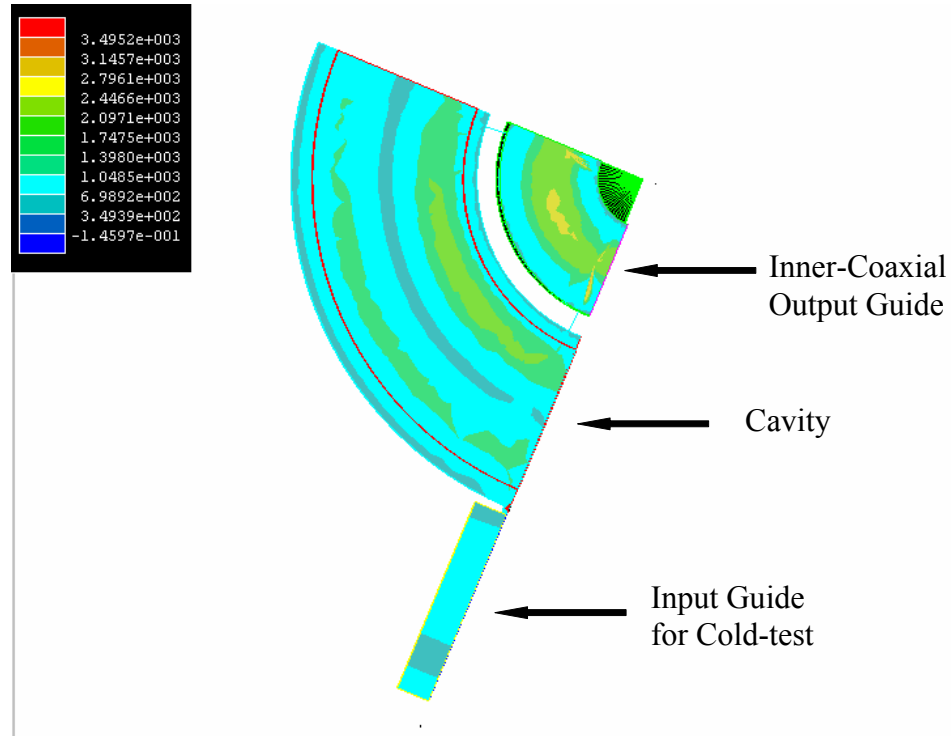 3.4952e+003
3.1457e+003
2.7961e+003
2.4466e+003
2.0971e+003
1.7475e+003
1.3980e+003
1.0485e+003
6.9892e+002
3.4939e+002
-1.4597e-001
Inner-Coaxial
Output Guide
Cavity
Input Guide
for Cold-test